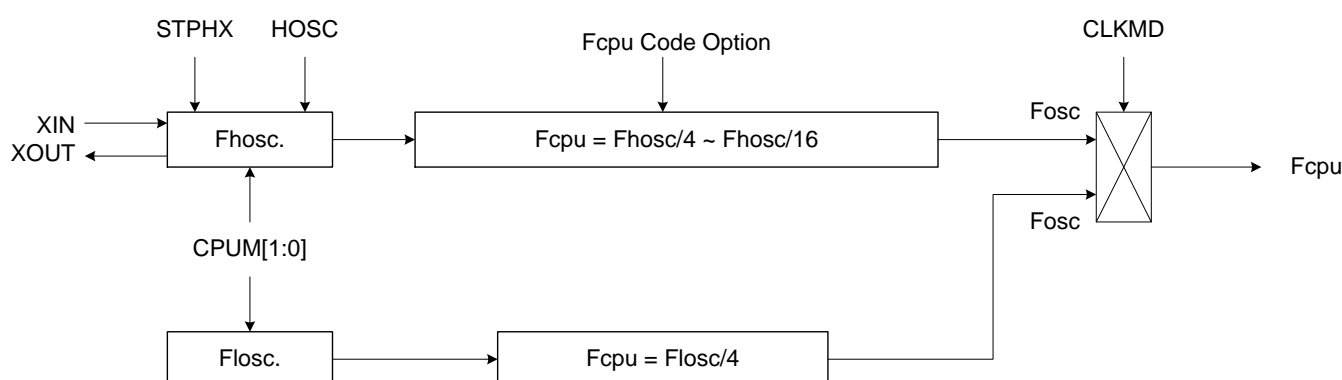 STPHX HOSC
Fcpu Code Option
CLKMD
XIN
XOUT
Fhosc.
Fcpu = Fhosc/4 ~ Fhosc/16
Fosc
Fcpu
Fosc
CPUM[1:0]
Flosc.
Fcpu = Flosc/4